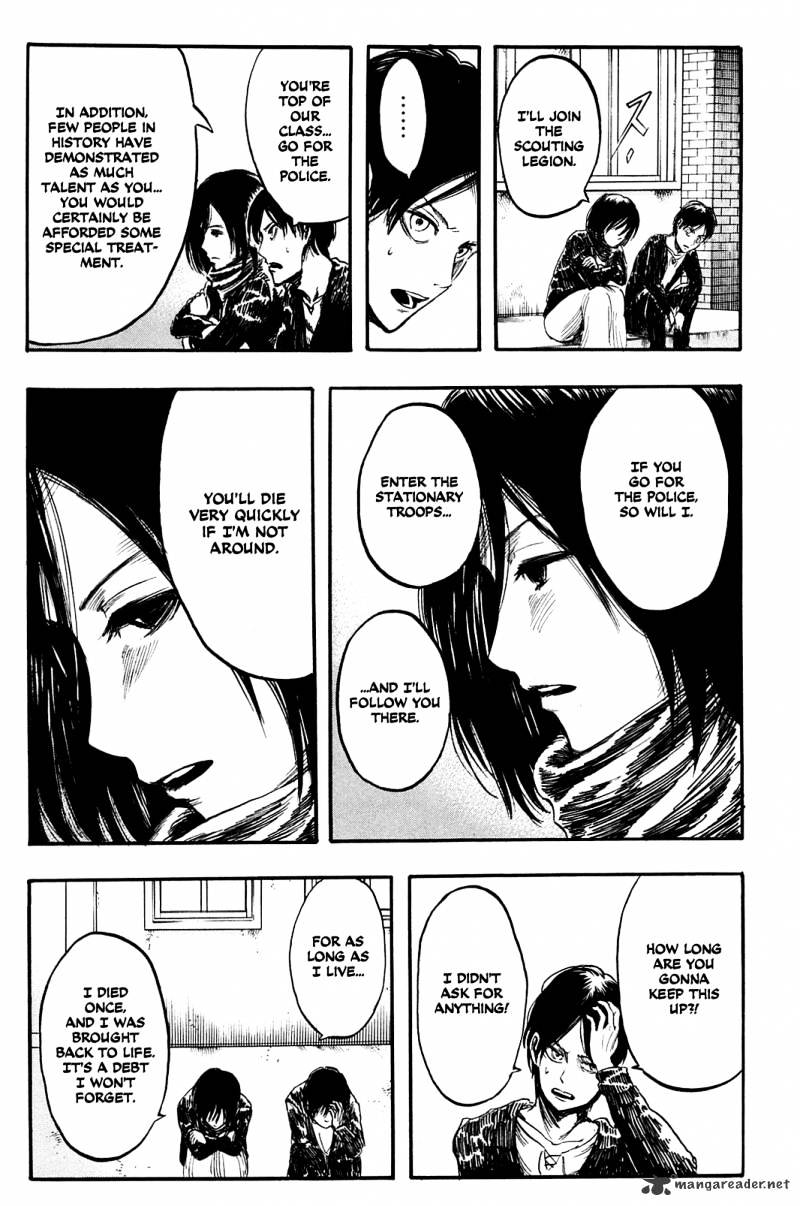 I'LL JOIN
THE
SCOUTING
LEGION.
ス
......
YOU'RE
TOP OF
OUR
CLASS...
GO FOR
THE
POLICE.
IN ADDITION,
FEW PEOPLE IN
HISTORY HAVE
DEMONSTRATED
AS MUCH
TALENT AS YOU...
YOU WOULD
CERTAINLY BE
AFFORDED SOME
SPECIAL TREAT-
MENT.
IF YOU
GO FOR
THE POLICE,
SO WILL I.
ENTER THE
STATIONARY
TROOPS...
...AND I'LL
FOLLOW YOU
THERE.
YOU'LL DIE
VERY QUICKLY
IF I'M NOT
AROUND.
HOW LONG
ARE YOU
GONNA
KEEP THIS
UP?!
I DIDN'T
ASK FOR
ANYTHING!
FOR AS
LONG AS
I LIVE...
I DIED
ONCE,
AND I WAS
BROUGHT
BACK TO LIFE.
IT'S A DEBT
I WON'T
FORGET.
mangareader.net